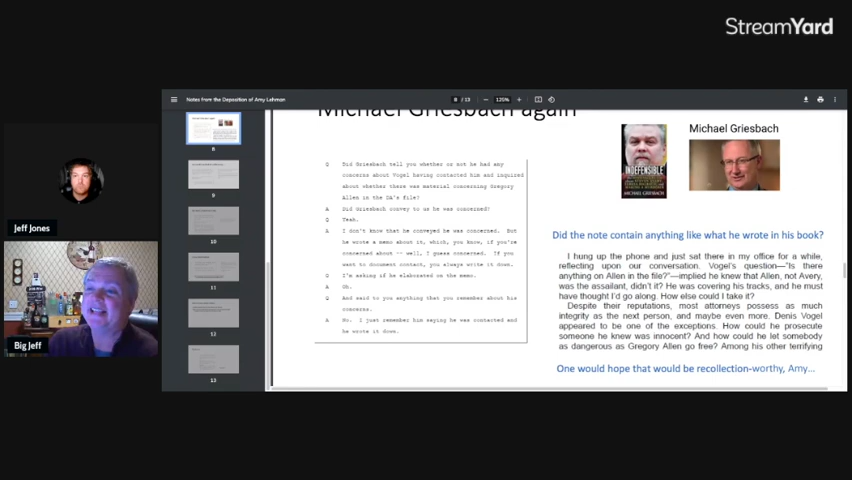 StreamYard
Notes from the Deposition of Amy Lehman
8 / 13
125%
Michael Griesbach again
Michael Griesbach
INDEFENSIBLE
MICHAEL GRIESBACH
8
9
10
11
12
13
Q Did Griesbach tell you whether or not he had any
concerns about Vogel having contacted him and inquired
about whether there was material concerning Gregory
Allen in the DA's file?
A Did Griesbach convey to us he was concerned?
Q Yeah.
A I don't know that he conveyed he was concerned. But
he wrote a memo about it, which, you know, if you're
concerned about -- well, I guess concerned. If you
want to document contact, you always write it down.
Q I'm asking if he elaborated on the memo.
A Oh.
Q And said to you anything that you remember about his
concerns.
A No. I just remember him saying he was contacted and
he wrote it down.
Did the note contain anything like what he wrote in his book?
I hung up the phone and just sat there in my office for a while,
reflecting upon our conversation. Vogel's question—"Is there
anything on Allen in the file?"—implied he knew that Allen, not Avery,
was the assailant, didn't it? He was covering his tracks, and he must
have thought I'd go along. How else could I take it?
Despite their reputations, most attorneys possess as much
integrity as the next person, and maybe even more. Denis Vogel
appeared to be one of the exceptions. How could he prosecute
someone he knew was innocent? And how could he let somebody
as dangerous as Gregory Allen go free? Among his other terrifying
One would hope that would be recollection-worthy, Amy...
Jeff Jones
Big Jeff